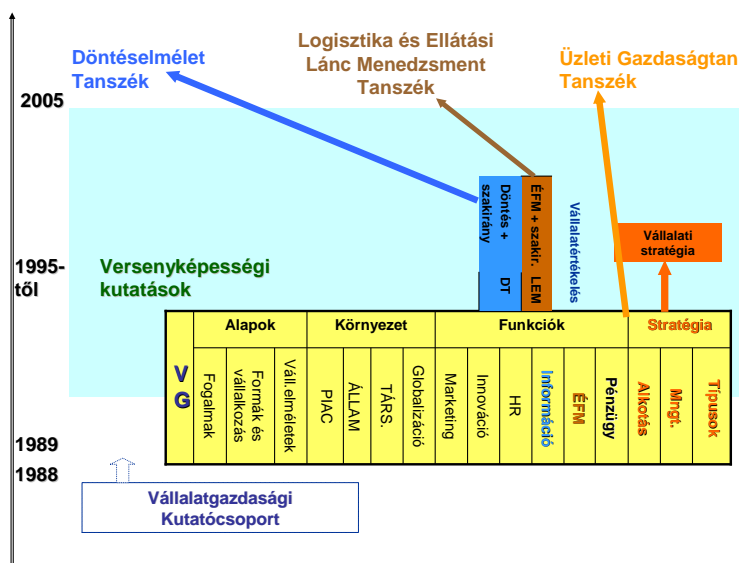 Döntéselmélet
Tanszék
Logisztika és Ellátási
Lánc Menedzsment
Tanszék
Üzleti Gazdaságtan
Tanszék
2005
Döntés +
szakirány
DT
ÉFM + szakir.
LEM
Vállalatértékelés
Vállalati
stratégia
1995-
től
Versenyképességi
kutatások
V
G
Alapok
Környezet
Funkciók
Stratégia
Fogalmak
Formák és
vállalkozás
Váll.elméletek
PIAC
ÁLLAM
TÁRS.
Globalizáció
Marketing
Innováció
HR
Információ
ÉFM
Pénzügy
Alkotás
Mngt.
Típusok
1989
1988
Vállalatgazdasági
Kutatócsoport